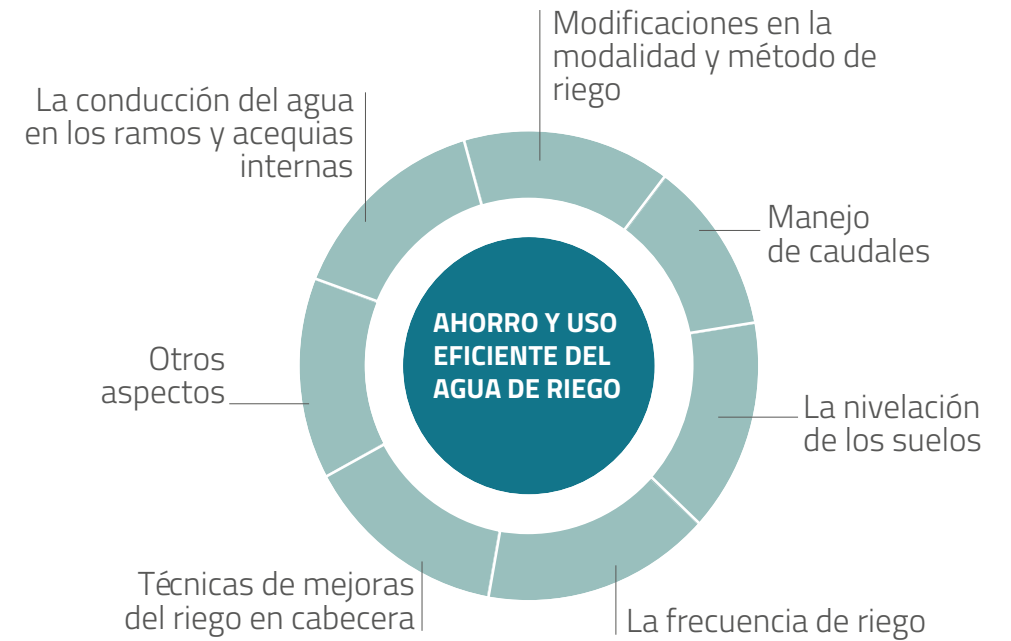 Modificaciones en la
modalidad y método de
riego
La conducción del agua
en los ramos y acequias
internas
Manejo
de caudales
AHORRO Y USO
EFICIENTE DEL
AGUA DE RIEGO
Otros
aspectos
La nivelación
de los suelos
Técnicas de mejoras
del riego en cabecera
La frecuencia de riego